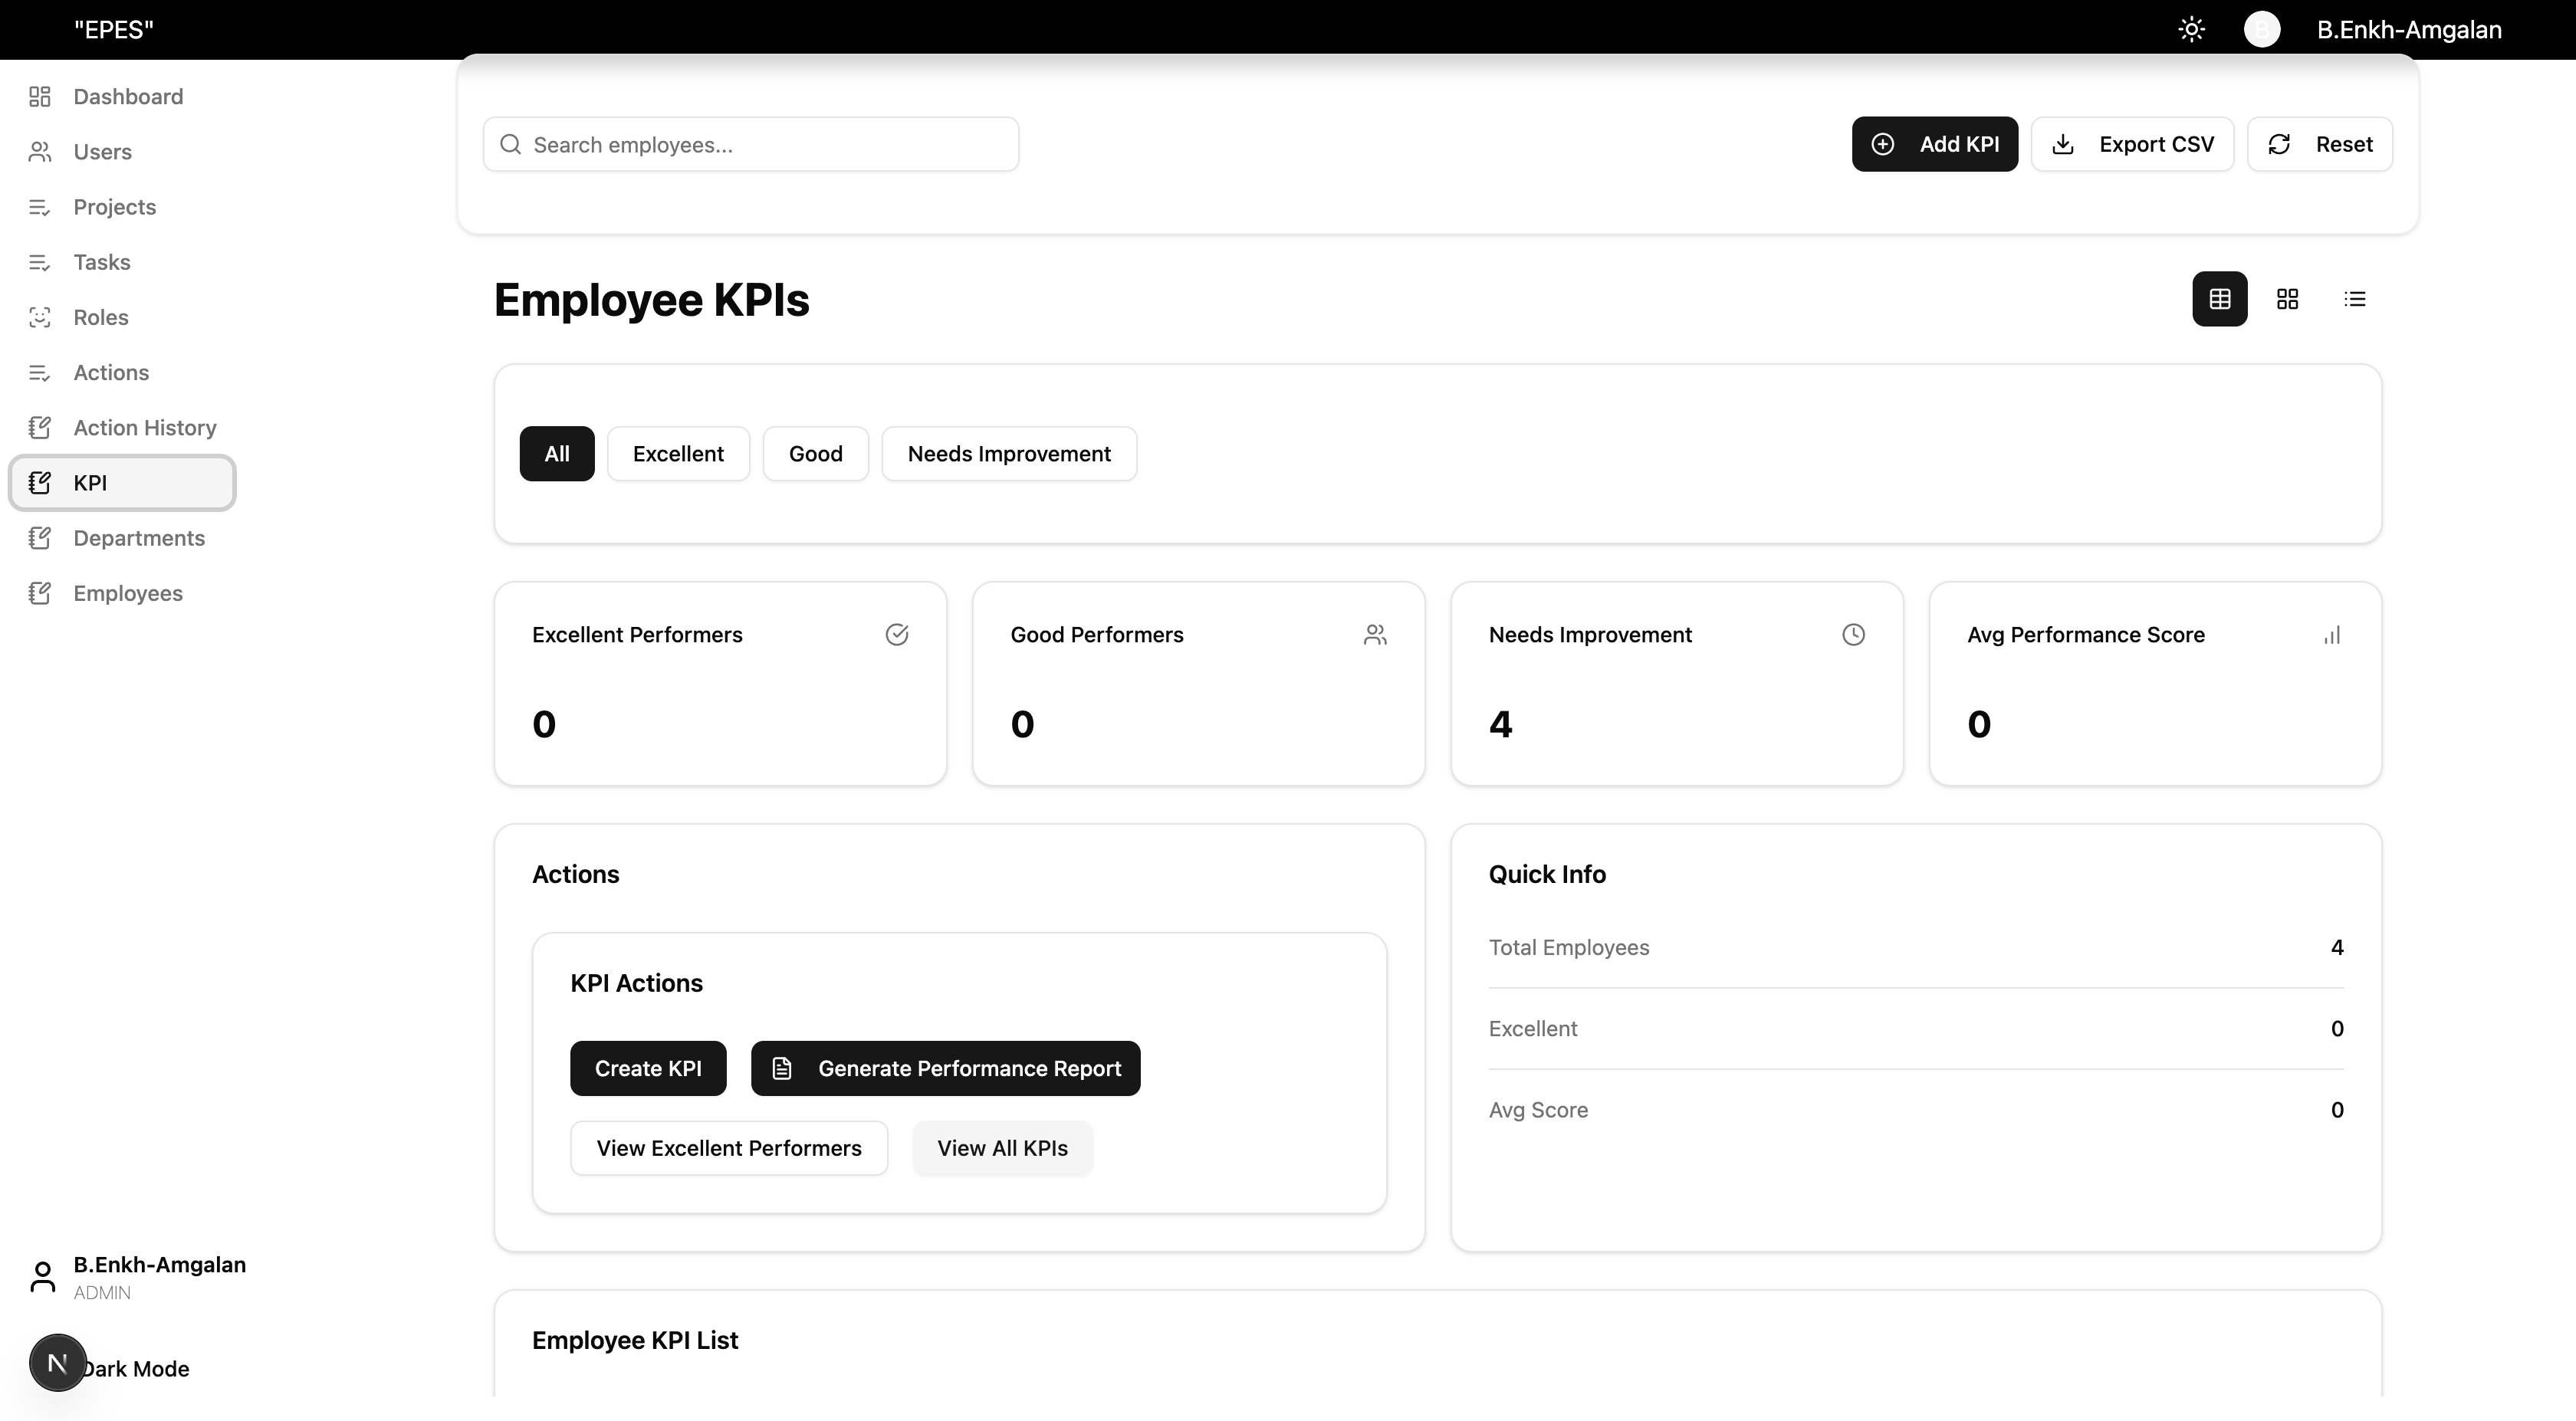 "EPES"
B
B.Enkh-Amgalan
Dashboard
Users
Projects
Tasks
Roles
Actions
Action History
KPI
Departments
Employees
B.Enkh-Amgalan
ADMIN
N
Dark Mode
Search employees...
Add KPI
Export CSV
Reset
Employee KPIs
All
Excellent
Good
Needs Improvement
Excellent Performers
0
Good Performers
0
Needs Improvement
4
Avg Performance Score
0
Actions
KPI Actions
Create KPI
Generate Performance Report
View Excellent Performers
View All KPIs
Quick Info
Total Employees 4
Excellent 0
Avg Score 0
Employee KPI List